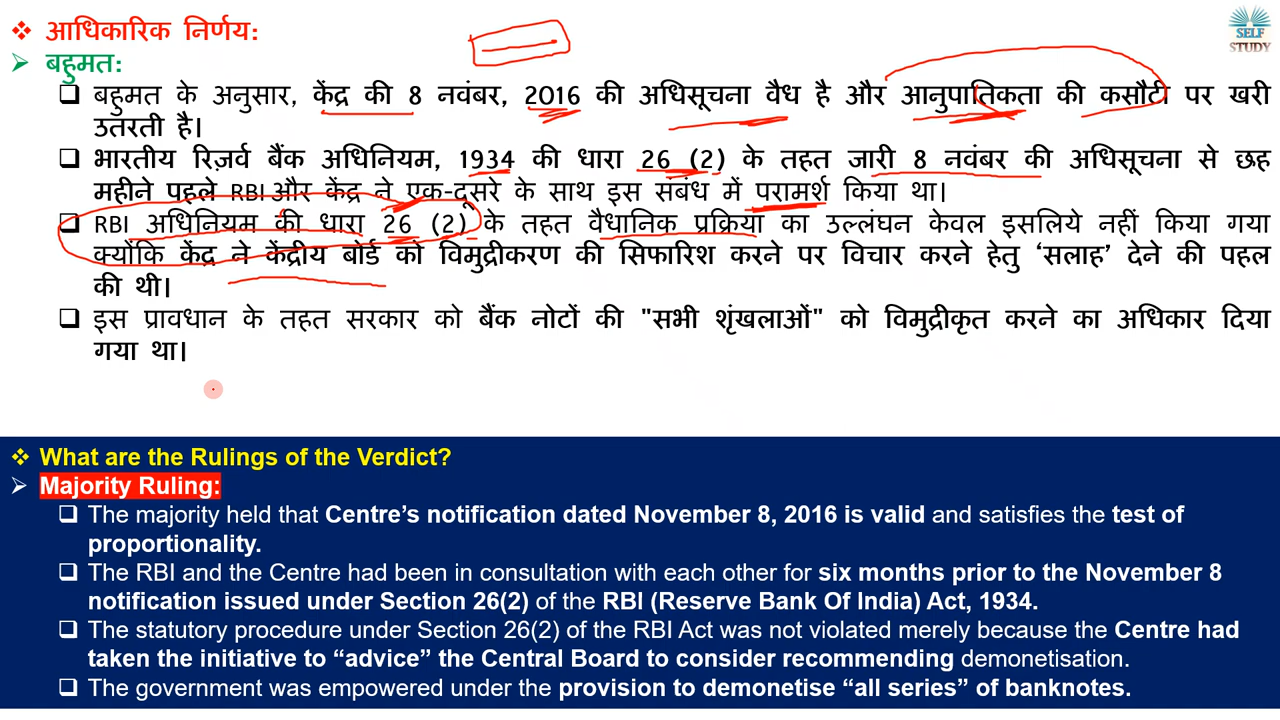 ❖ आधिकारिक निर्णय:
SELF
STUDY
➢ बहुमत:
❑ बहुमत के अनुसार, केंद्र की 8 नवंबर, 2016 की अधिसूचना वैध है और आनुपातिकता की कसौटी पर खरी
उतरती है।
❑ भारतीय रिज़र्व बैंक अधिनियम, 1934 की धारा 26 (2) के तहत जारी 8 नवंबर की अधिसूचना से छह
महीने पहले RBI और केंद्र ने एक-दूसरे के साथ इस संबंध में परामर्श किया था।
❑ RBI अधिनियम की धारा 26 (2) के तहत वैधानिक प्रक्रिया का उल्लंघन केवल इसलिये नहीं किया गया
क्योंकि केंद्र ने केंद्रीय बोर्ड को विमुद्रीकरण की सिफारिश करने पर विचार करने हेतु ‘सलाह’ देने की पहल
की थी।
❑ इस प्रावधान के तहत सरकार को बैंक नोटों की "सभी शृंखलाओं" को विमुद्रीकृत करने का अधिकार दिया
गया था।
❖ What are the Rulings of the Verdict?
➢ Majority Ruling:
❑ The majority held that Centre’s notification dated November 8, 2016 is valid and satisfies the test of
proportionality.
❑ The RBI and the Centre had been in consultation with each other for six months prior to the November 8
notification issued under Section 26(2) of the RBI (Reserve Bank Of India) Act, 1934.
❑ The statutory procedure under Section 26(2) of the RBI Act was not violated merely because the Centre had
taken the initiative to “advice” the Central Board to consider recommending demonetisation.
❑ The government was empowered under the provision to demonetise “all series” of banknotes.